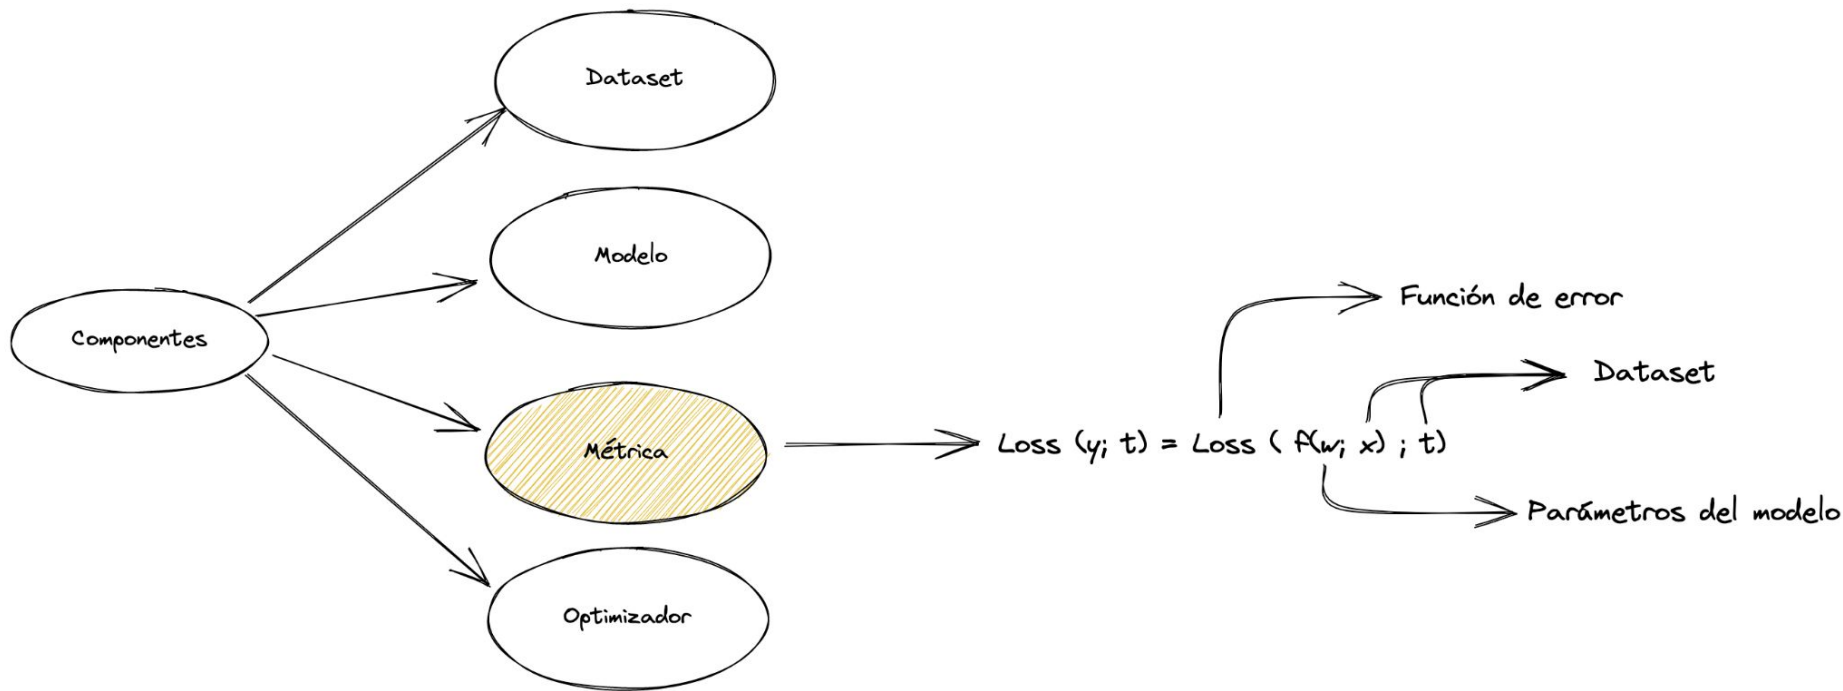 Dataset
Modelo
Componentes
Métrica
Optimizador
Loss (y; t) = Loss ( f(w; x) ; t)
Función de error
Dataset
Parámetros del modelo